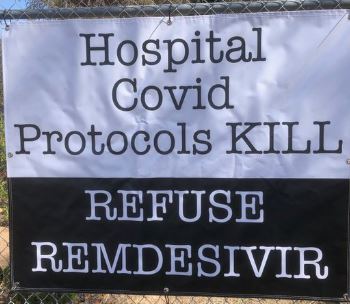 Hospital
Covid
Protocols KILL
REFUSE
REMDESIVIR